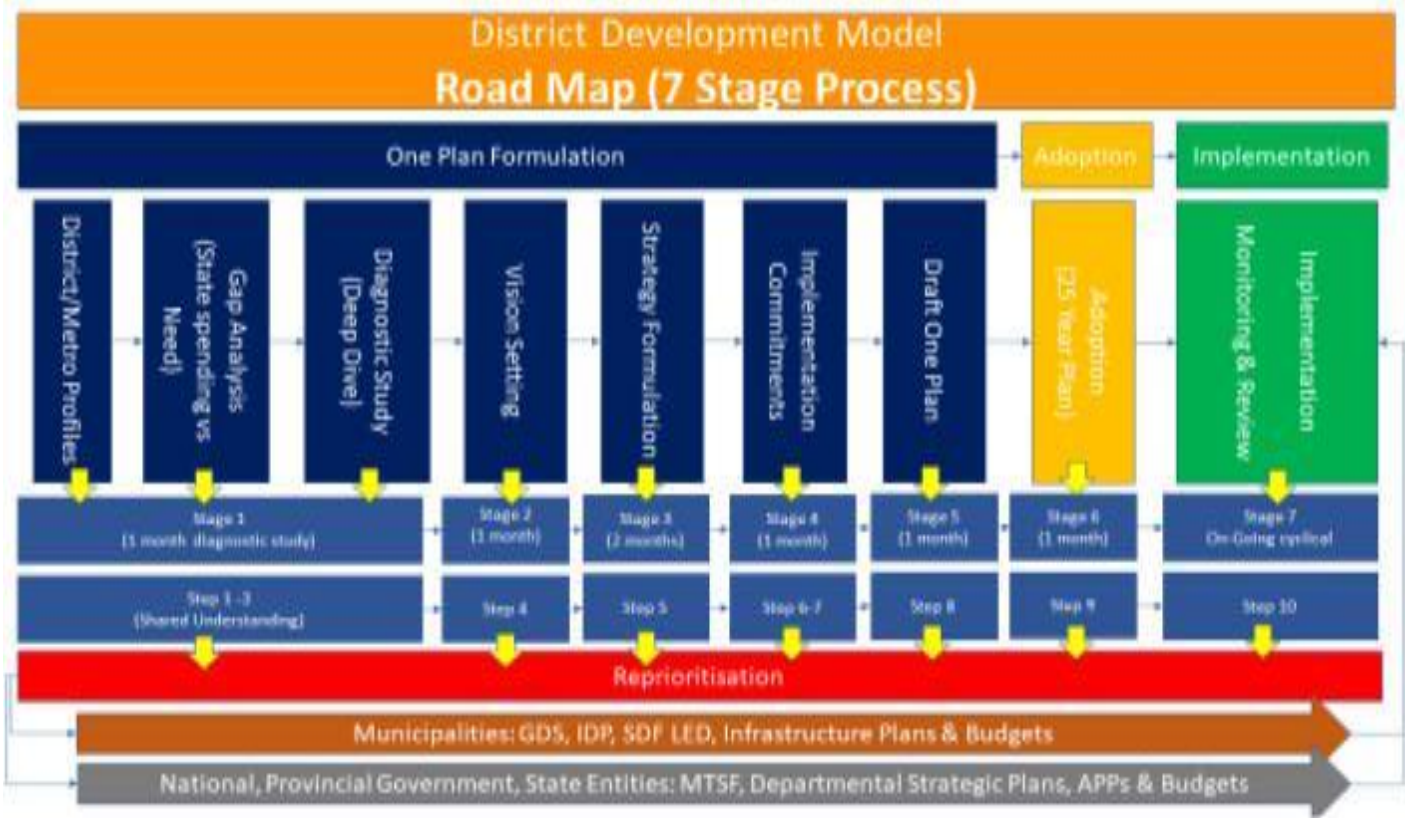 District Development Model
Road Map (7 Stage Process)
One Plan Formulation
Adoption
Implementation
District/Metro Profiles
Gap Analysis
(State spending vs
Need)
Diagnostic Study
(Deep Dive)
Vision Setting
Strategy Formulation
Implementation
Commitments
Draft One Plan
Adoption
(25 Year Plan)
Implementation
Monitoring & Review
Stage 1
(1 month diagnostic study)
Stage 2
(1 month)
Stage 3
(2 months)
Stage 4
(1 month)
Stage 5
(1 month)
Stage 6
(1 month)
Stage 7
On-Going cyclical
Step 1 -3
(Shared Understanding)
Step 4
Step 5
Step 6-7
Step 8
Step 9
Step 10
Reprioritisation
Municipalities: GDS, IDP, SDF LED, Infrastructure Plans & Budgets
National, Provincial Government, State Entities: MTSF, Departmental Strategic Plans, APPs & Budgets